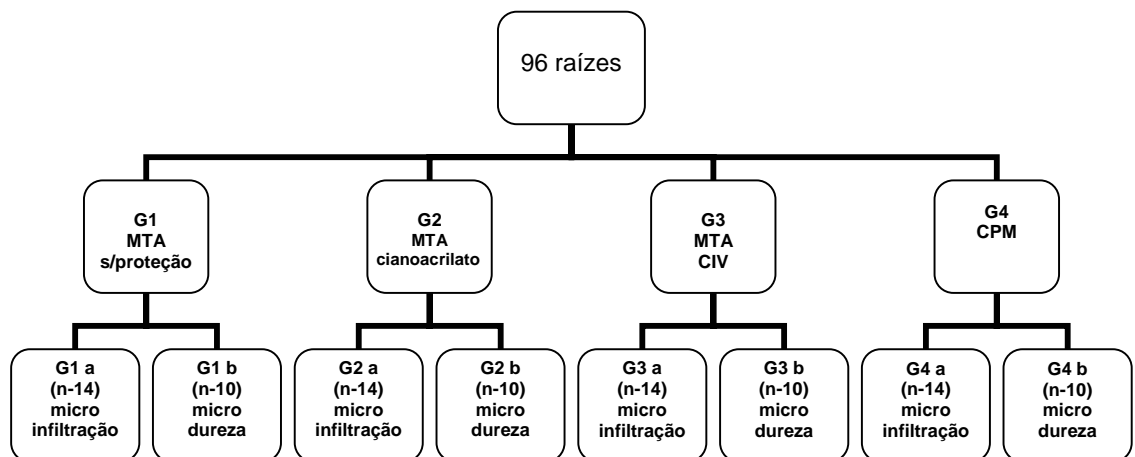 96 raízes
G1
MTA
s/proteção
G2
MTA
cianoacrilato
G3
MTA
CIV
G4
CPM
G1 a
(n-14)
micro
infiltração
G1 b
(n-10)
micro
dureza
G2 a
(n-14)
micro
infiltração
G2 b
(n-10)
micro
dureza
G3 a
(n-14)
micro
infiltração
G3 b
(n-10)
micro
dureza
G4 a
(n-14)
micro
infiltração
G4 b
(n-10)
micro
dureza